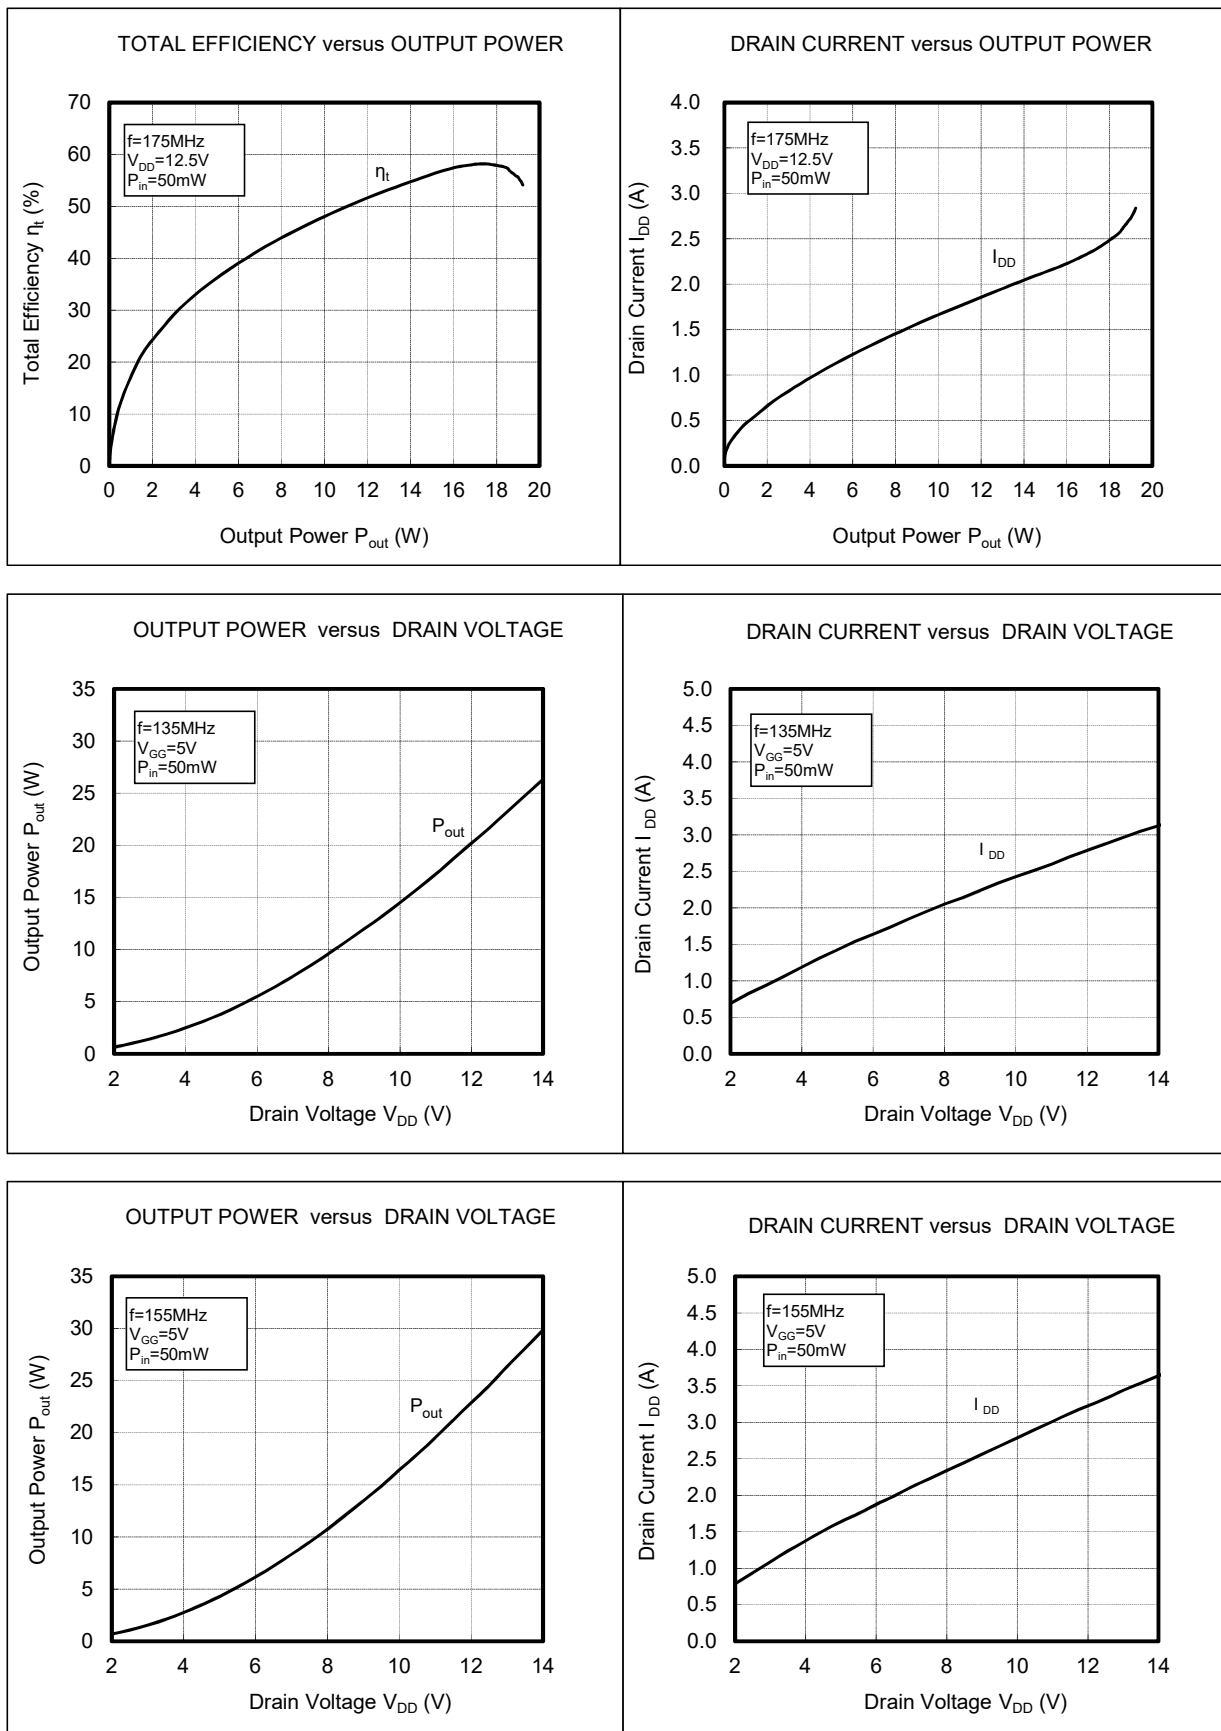 TOTAL EFFICIENCY versus OUTPUT POWER
70
60
50
40
30
20
10
0
Total Efficiency ηt (%)
f=175MHz
VDD=12.5V
Pin=50mW
ηt
0 2 4 6 8 10 12 14 16 18 20
Output Power Pout (W)
DRAIN CURRENT versus OUTPUT POWER
4.0
3.5
3.0
2.5
2.0
1.5
1.0
0.5
0.0
Drain Current IDD (A)
f=175MHz
VDD=12.5V
Pin=50mW
IDD
0 2 4 6 8 10 12 14 16 18 20
Output Power Pout (W)
OUTPUT POWER versus DRAIN VOLTAGE
35
30
25
20
15
10
5
0
Output Power Pout (W)
f=135MHz
VGG=5V
Pin=50mW
Pout
2 4 6 8 10 12 14
Drain Voltage VDD (V)
DRAIN CURRENT versus DRAIN VOLTAGE
5.0
4.5
4.0
3.5
3.0
2.5
2.0
1.5
1.0
0.5
0.0
Drain Current I DD (A)
f=135MHz
VGG=5V
Pin=50mW
I DD
2 4 6 8 10 12 14
Drain Voltage VDD (V)
OUTPUT POWER versus DRAIN VOLTAGE
35
30
25
20
15
10
5
0
Output Power Pout (W)
f=155MHz
VGG=5V
Pin=50mW
Pout
2 4 6 8 10 12 14
Drain Voltage VDD (V)
DRAIN CURRENT versus DRAIN VOLTAGE
5.0
4.5
4.0
3.5
3.0
2.5
2.0
1.5
1.0
0.5
0.0
Drain Current I DD (A)
f=155MHz
VGG=5V
Pin=50mW
I DD
2 4 6 8 10 12 14
Drain Voltage VDD (V)